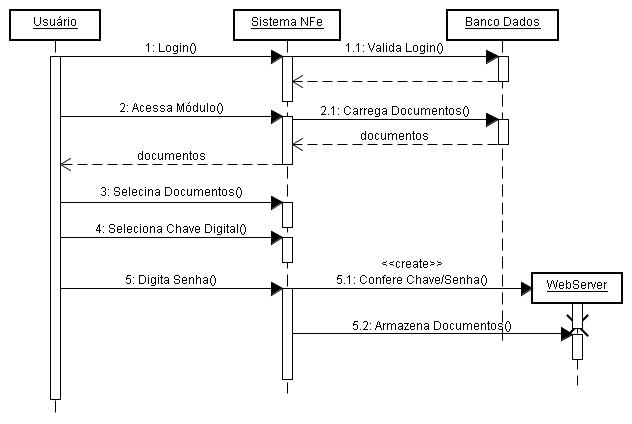 Usuário
Sistema NFe
Banco Dados
1: Login()
1.1: Valida Login()
2: Acessa Módulo()
2.1: Carrega Documentos()
documentos
documentos
3: Selecina Documentos()
4: Seleciona Chave Digital()
<<create>>
5: Digita Senha()
5.1: Confere Chave/Senha()
WebServer
5.2: Armazena Documentos()